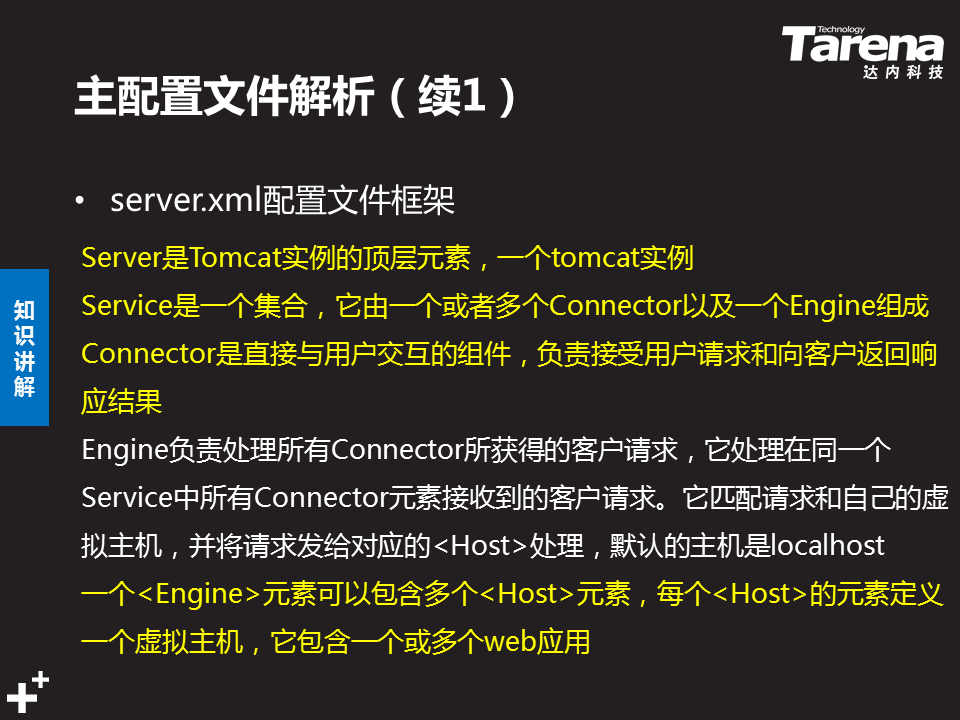 Technology
Tarena
达内科技
主配置文件解析（续1）
• server.xml配置文件框架
Server是Tomcat实例的顶层元素，一个tomcat实例
Service是一个集合，它由一个或者多个Connector以及一个Engine组成
Connector是直接与用户交互的组件，负责接受用户请求和向客户返回响
应结果
Engine负责处理所有Connector所获得的客户请求，它处理在同一个
Service中所有Connector元素接收到的客户请求。它匹配请求和自己的虚
拟主机，并将请求发给对应的<Host>处理，默认的主机是localhost
一个<Engine>元素可以包含多个<Host>元素，每个<Host>的元素定义
一个虚拟主机，它包含一个或多个web应用
知
识
讲
解